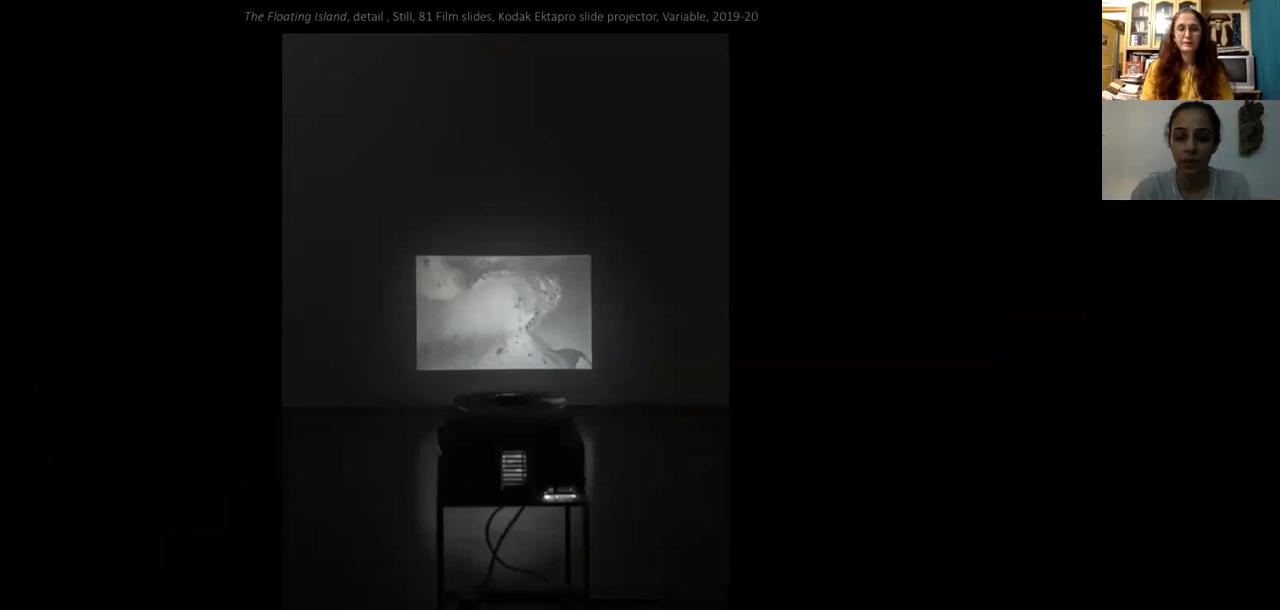 The Floating Island, detail , Still, 81 Film slides, Kodak Ektapro slide projector, Variable, 2019-20